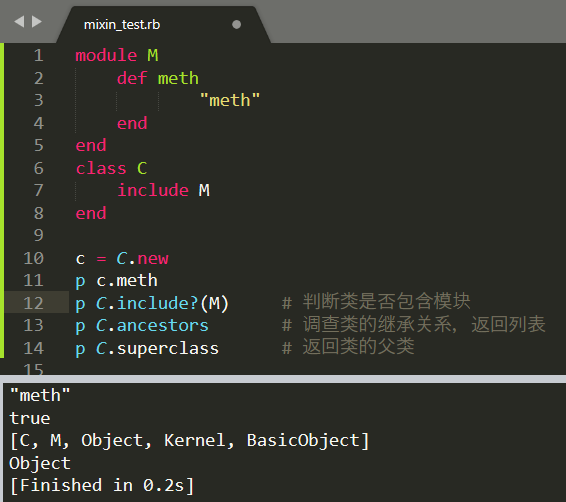 mixin_test.rb
1 module M
2     def meth
3             "meth"
4     end
5 end
6 class C
7     include M
8 end
9
10 c = C.new
11 p c.meth
12 p C.include?(M)     # 判断类是否包含模块
13 p C.ancestors       # 调查类的继承关系, 返回列表
14 p C.superclass      # 返回类的父类
15
"meth"
true
[C, M, Object, Kernel, BasicObject]
Object
[Finished in 0.2s]